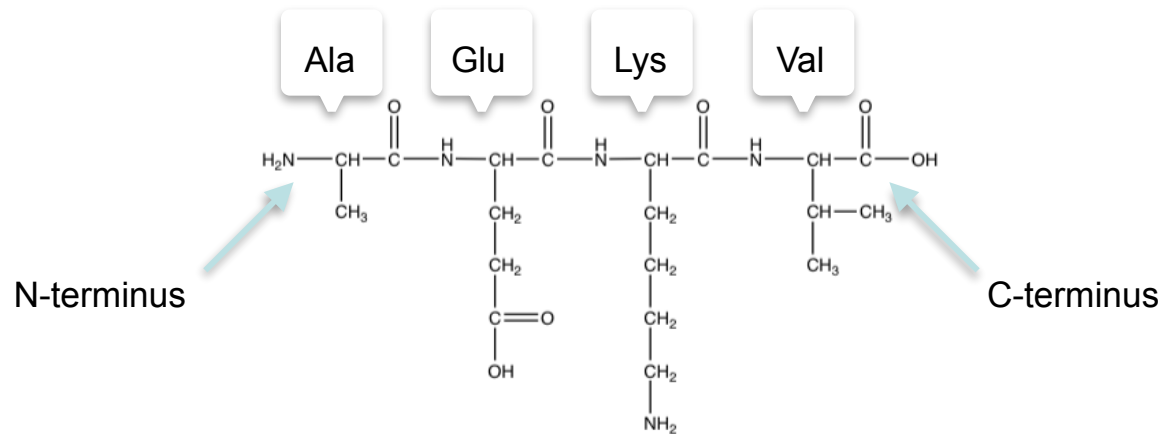 Ala Glu Lys Val
O O O O
H H H
H₂N CH C N CH C N CH C N CH C OH
CH₃ CH₂ CH₂ CH CH₃
CH₂ CH₂ CH₃
N-terminus C-terminus
C O CH₂
OH CH₂
NH₂